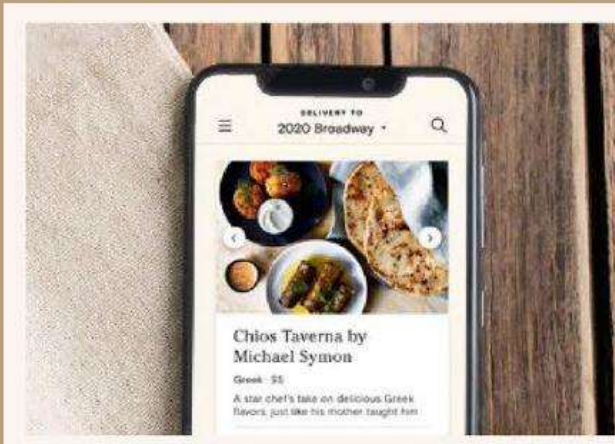 DELIVERY TO
2020 Broadway
Chios Taverna by
Michael Symon
Greek · $$
A star chef's take on delicious Greek
flavors, just like his mother taught him